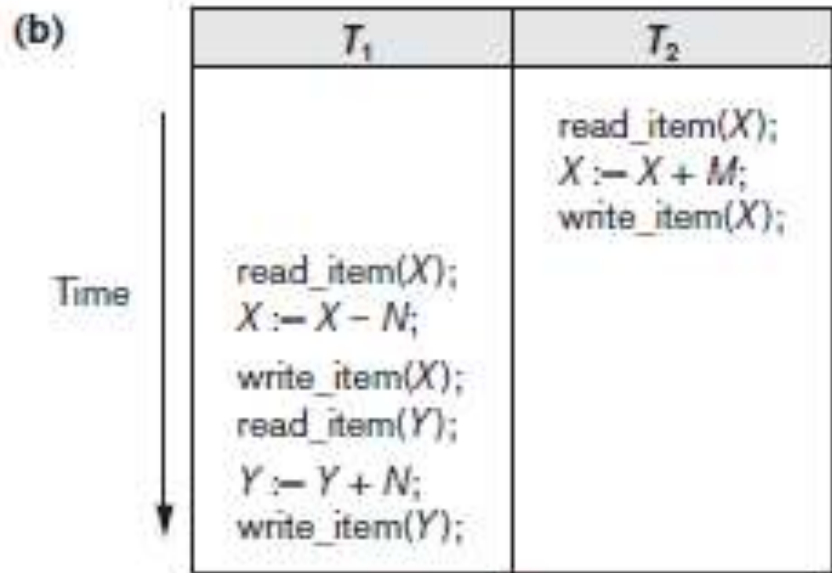 (b)
T₁ T₂
read_item(X);
X := X + M;
write_item(X);
read_item(X);
Time
X := X – N;
write_item(X);
read_item(Y);
Y := Y + N;
write_item(Y);